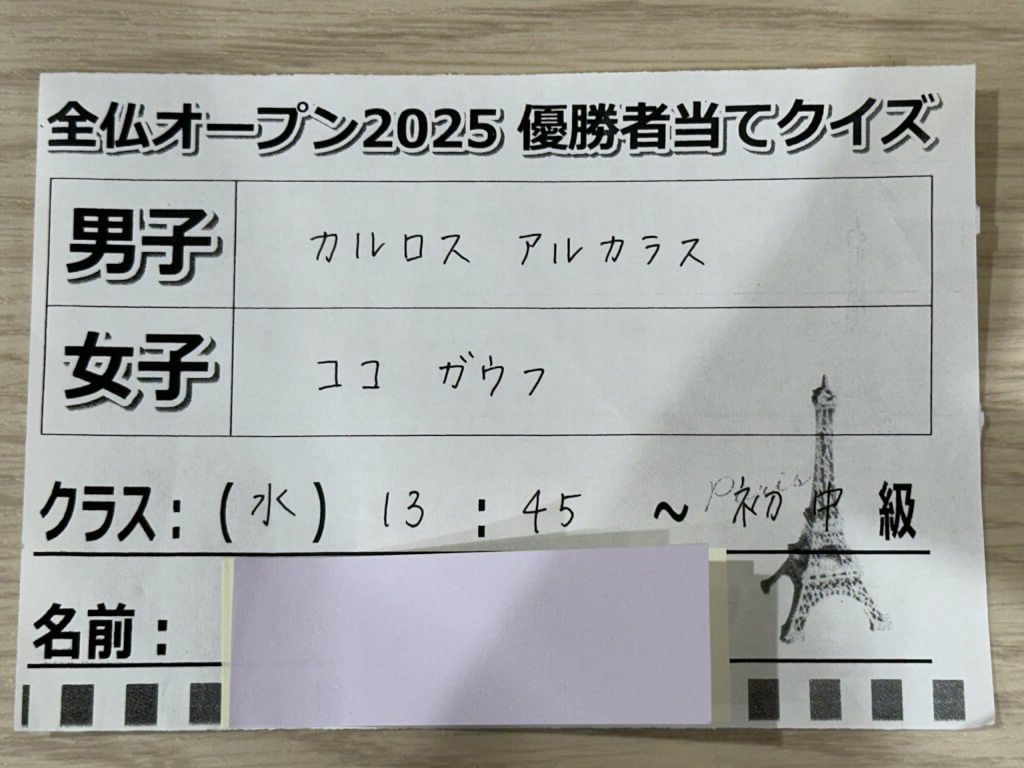 全仏オープン2025 優勝者当てクイズ
男子 カルロス アルカラス
女子 ココ ガウフ
クラス：(水) 13：45 ～ 初中 級
Paris
名前：